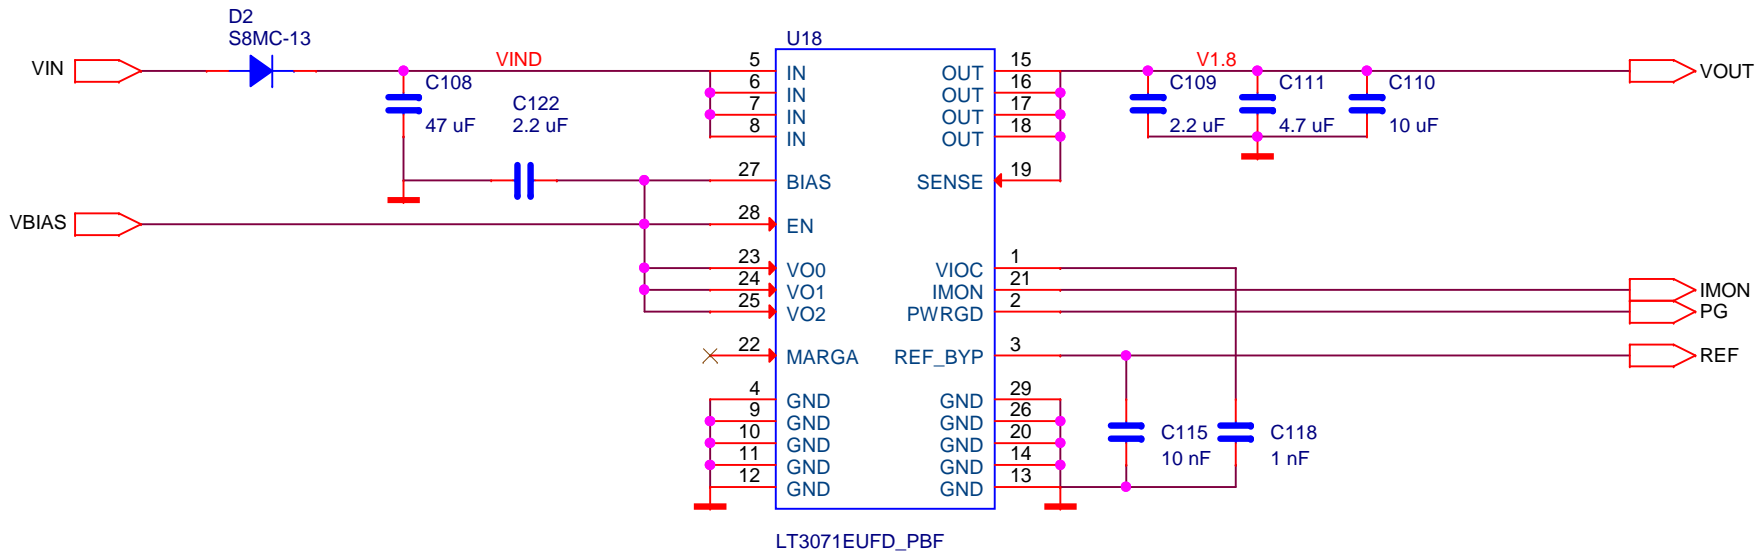 D2
S8MC-13
VIN
VIND
C108
47 uF
C122
2.2 uF
VBIAS
U18
5 IN
6 IN
7 IN
8 IN
27 BIAS
28 EN
23 VO0
24 VO1
25 VO2
22 MARGA
4 GND
9 GND
10 GND
11 GND
12 GND
OUT 15
OUT 16
OUT 17
OUT 18
SENSE 19
VIOC 1
IMON 21
PWRGD 2
REF_BYP 3
GND 29
GND 26
GND 20
GND 14
GND 13
LT3071EUFD_PBF
V1.8
C109
2.2 uF
C111
4.7 uF
C110
10 uF
VOUT
IMON
PG
REF
C115
10 nF
C118
1 nF